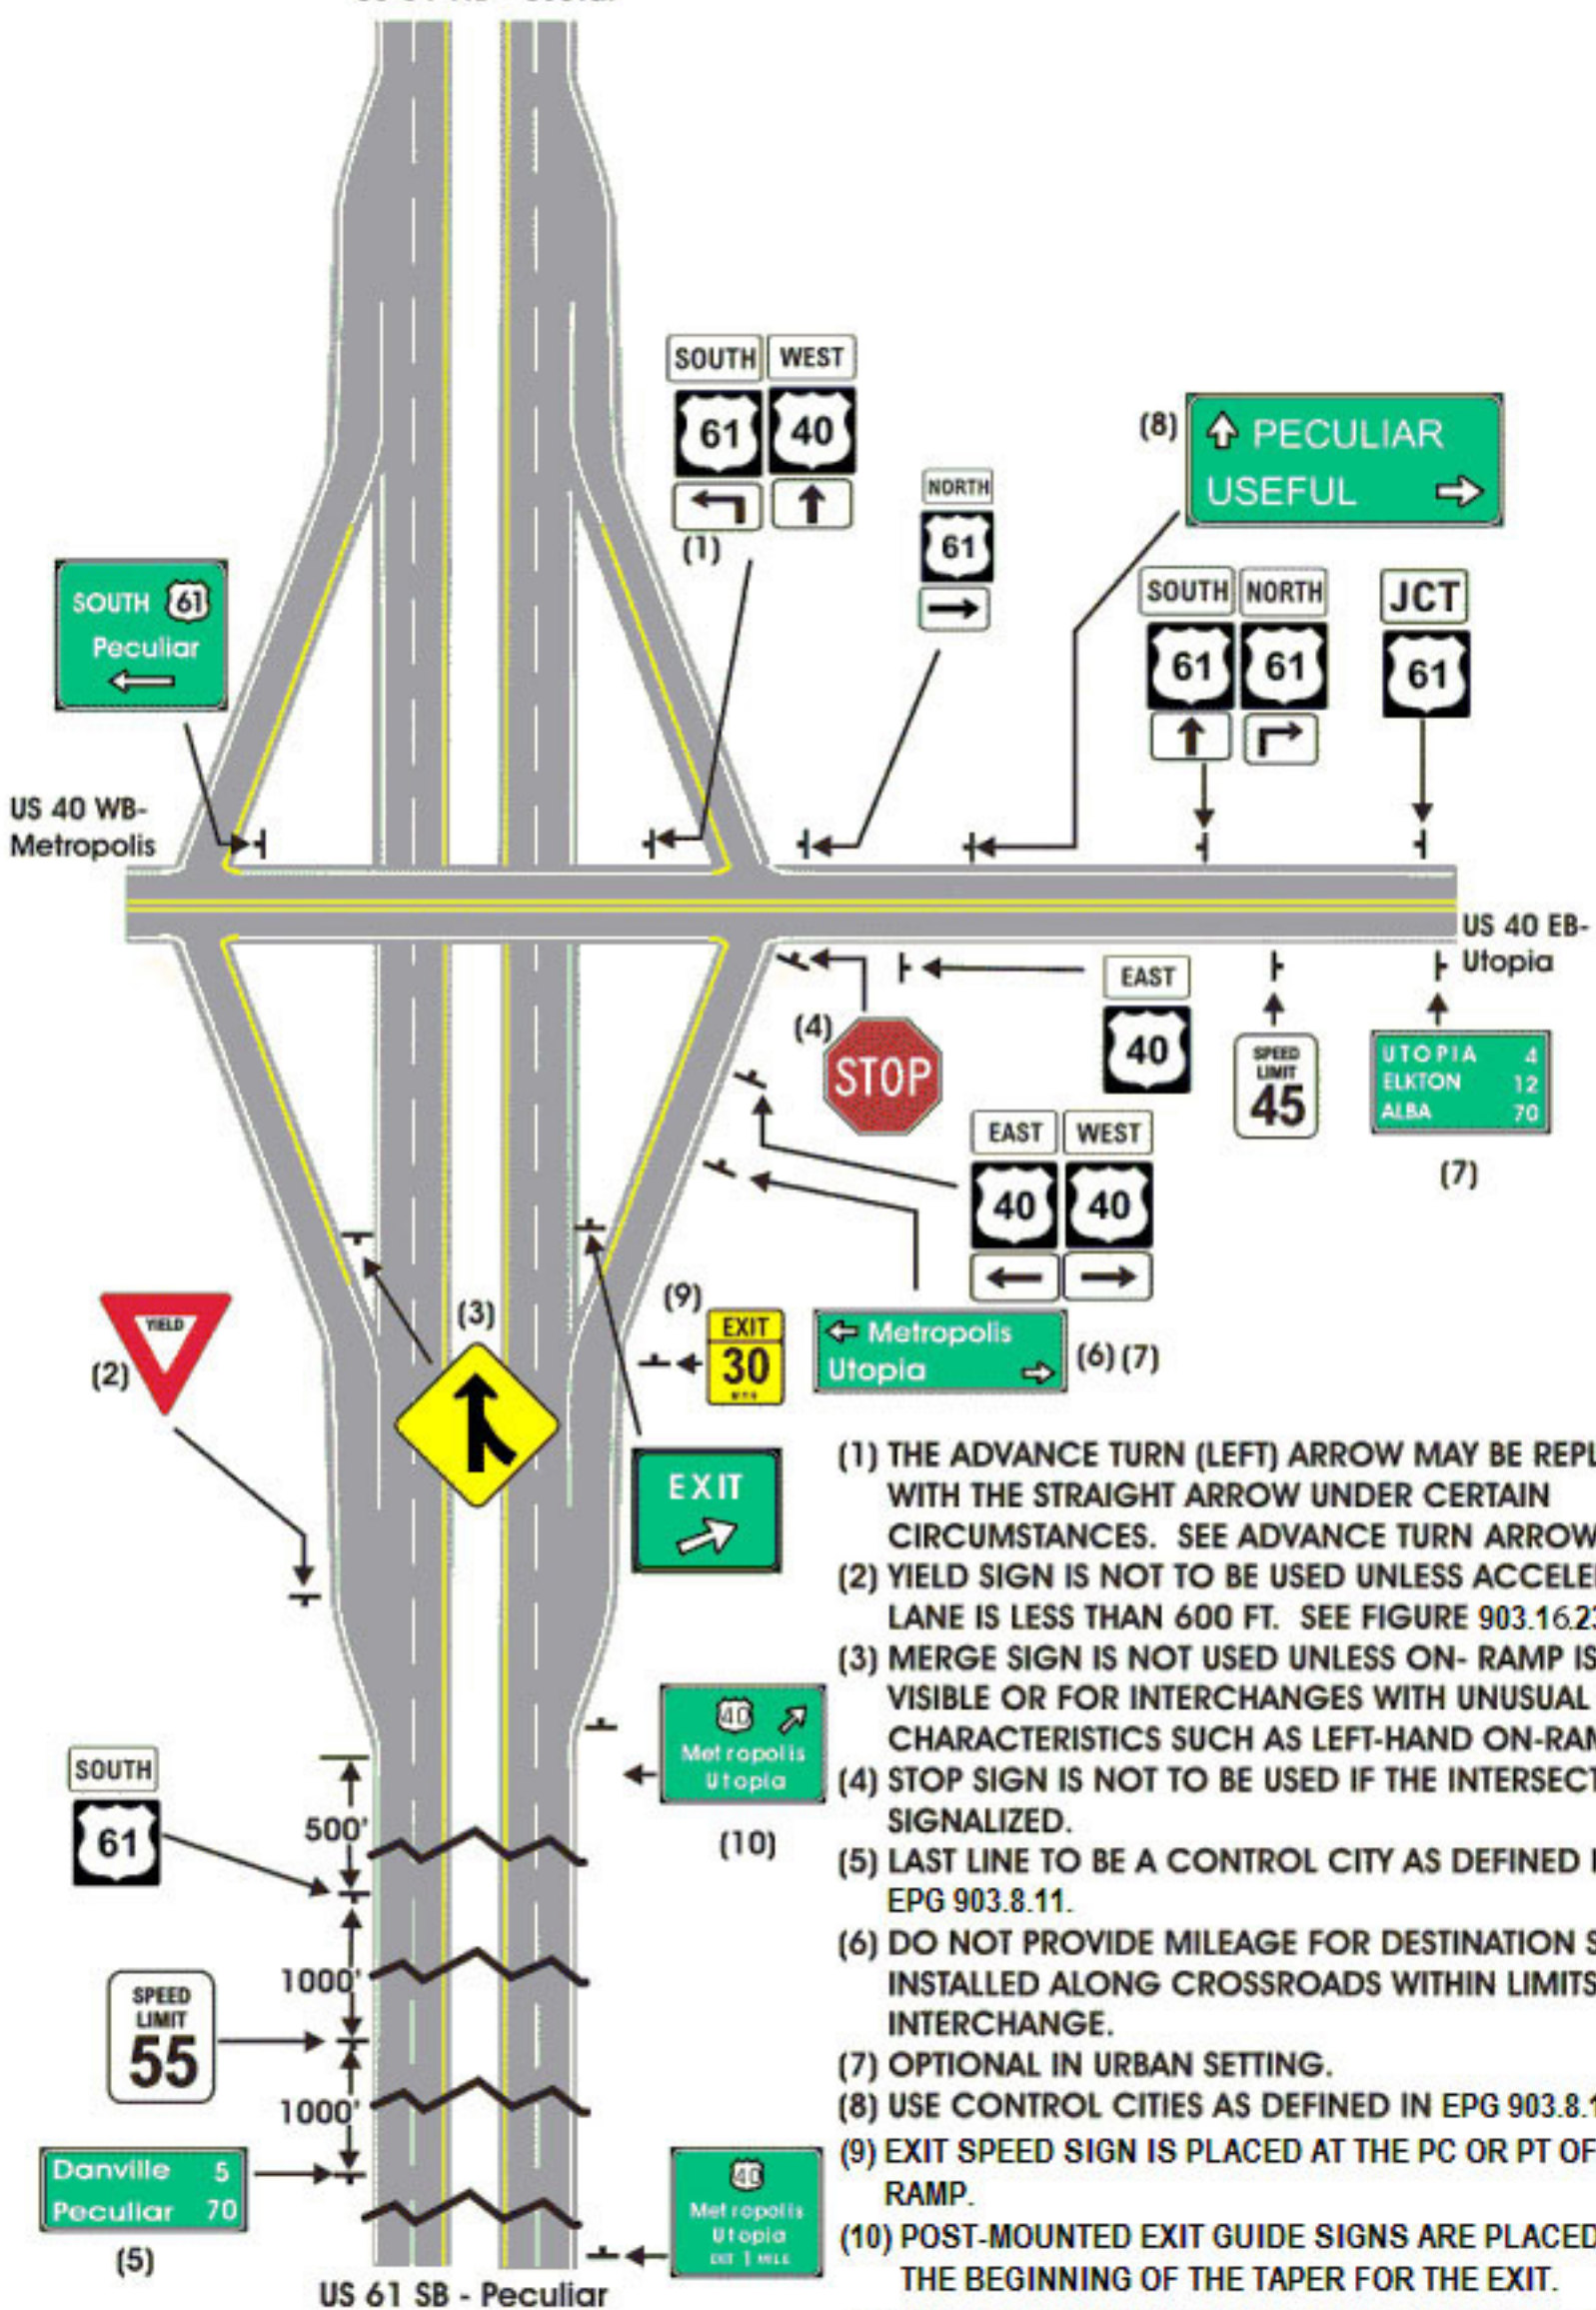 SOUTH WEST
61 40
(1)
NORTH
61
(8)
PECULIAR
USEFUL
SOUTH NORTH
61 61
JCT
61
SOUTH 61
Peculiar
US 40 WB-
Metropolis
US 40 EB-
Utopia
(4)
STOP
EAST
40
SPEED
LIMIT
45
UTOPIA 4
ELKTON 12
ALBA 70
(7)
EAST WEST
40 40
(2)
YIELD
(3)
(9)
EXIT
30
Metropolis
Utopia
(6) (7)
EXIT
(1) THE ADVANCE TURN (LEFT) ARROW MAY BE REPL
WITH THE STRAIGHT ARROW UNDER CERTAIN
CIRCUMSTANCES. SEE ADVANCE TURN ARROW
(2) YIELD SIGN IS NOT TO BE USED UNLESS ACCELE
LANE IS LESS THAN 600 FT. SEE FIGURE 903.16.23
(3) MERGE SIGN IS NOT USED UNLESS ON- RAMP IS
VISIBLE OR FOR INTERCHANGES WITH UNUSUAL
CHARACTERISTICS SUCH AS LEFT-HAND ON-RAM
(4) STOP SIGN IS NOT TO BE USED IF THE INTERSECT
SIGNALIZED.
(5) LAST LINE TO BE A CONTROL CITY AS DEFINED
EPG 903.8.11.
(6) DO NOT PROVIDE MILEAGE FOR DESTINATION S
INSTALLED ALONG CROSSROADS WITHIN LIMITS
INTERCHANGE.
(7) OPTIONAL IN URBAN SETTING.
(8) USE CONTROL CITIES AS DEFINED IN EPG 903.8.1
(9) EXIT SPEED SIGN IS PLACED AT THE PC OR PT OF
RAMP.
(10) POST-MOUNTED EXIT GUIDE SIGNS ARE PLACED
THE BEGINNING OF THE TAPER FOR THE EXIT.
40
Metropolis
Utopia
(10)
SOUTH
61
500'
1000'
SPEED
LIMIT
55
1000'
Danville 5
Peculiar 70
(5)
40
Metropolis
Utopia
EXIT 1 MILE
US 61 SB - Peculiar